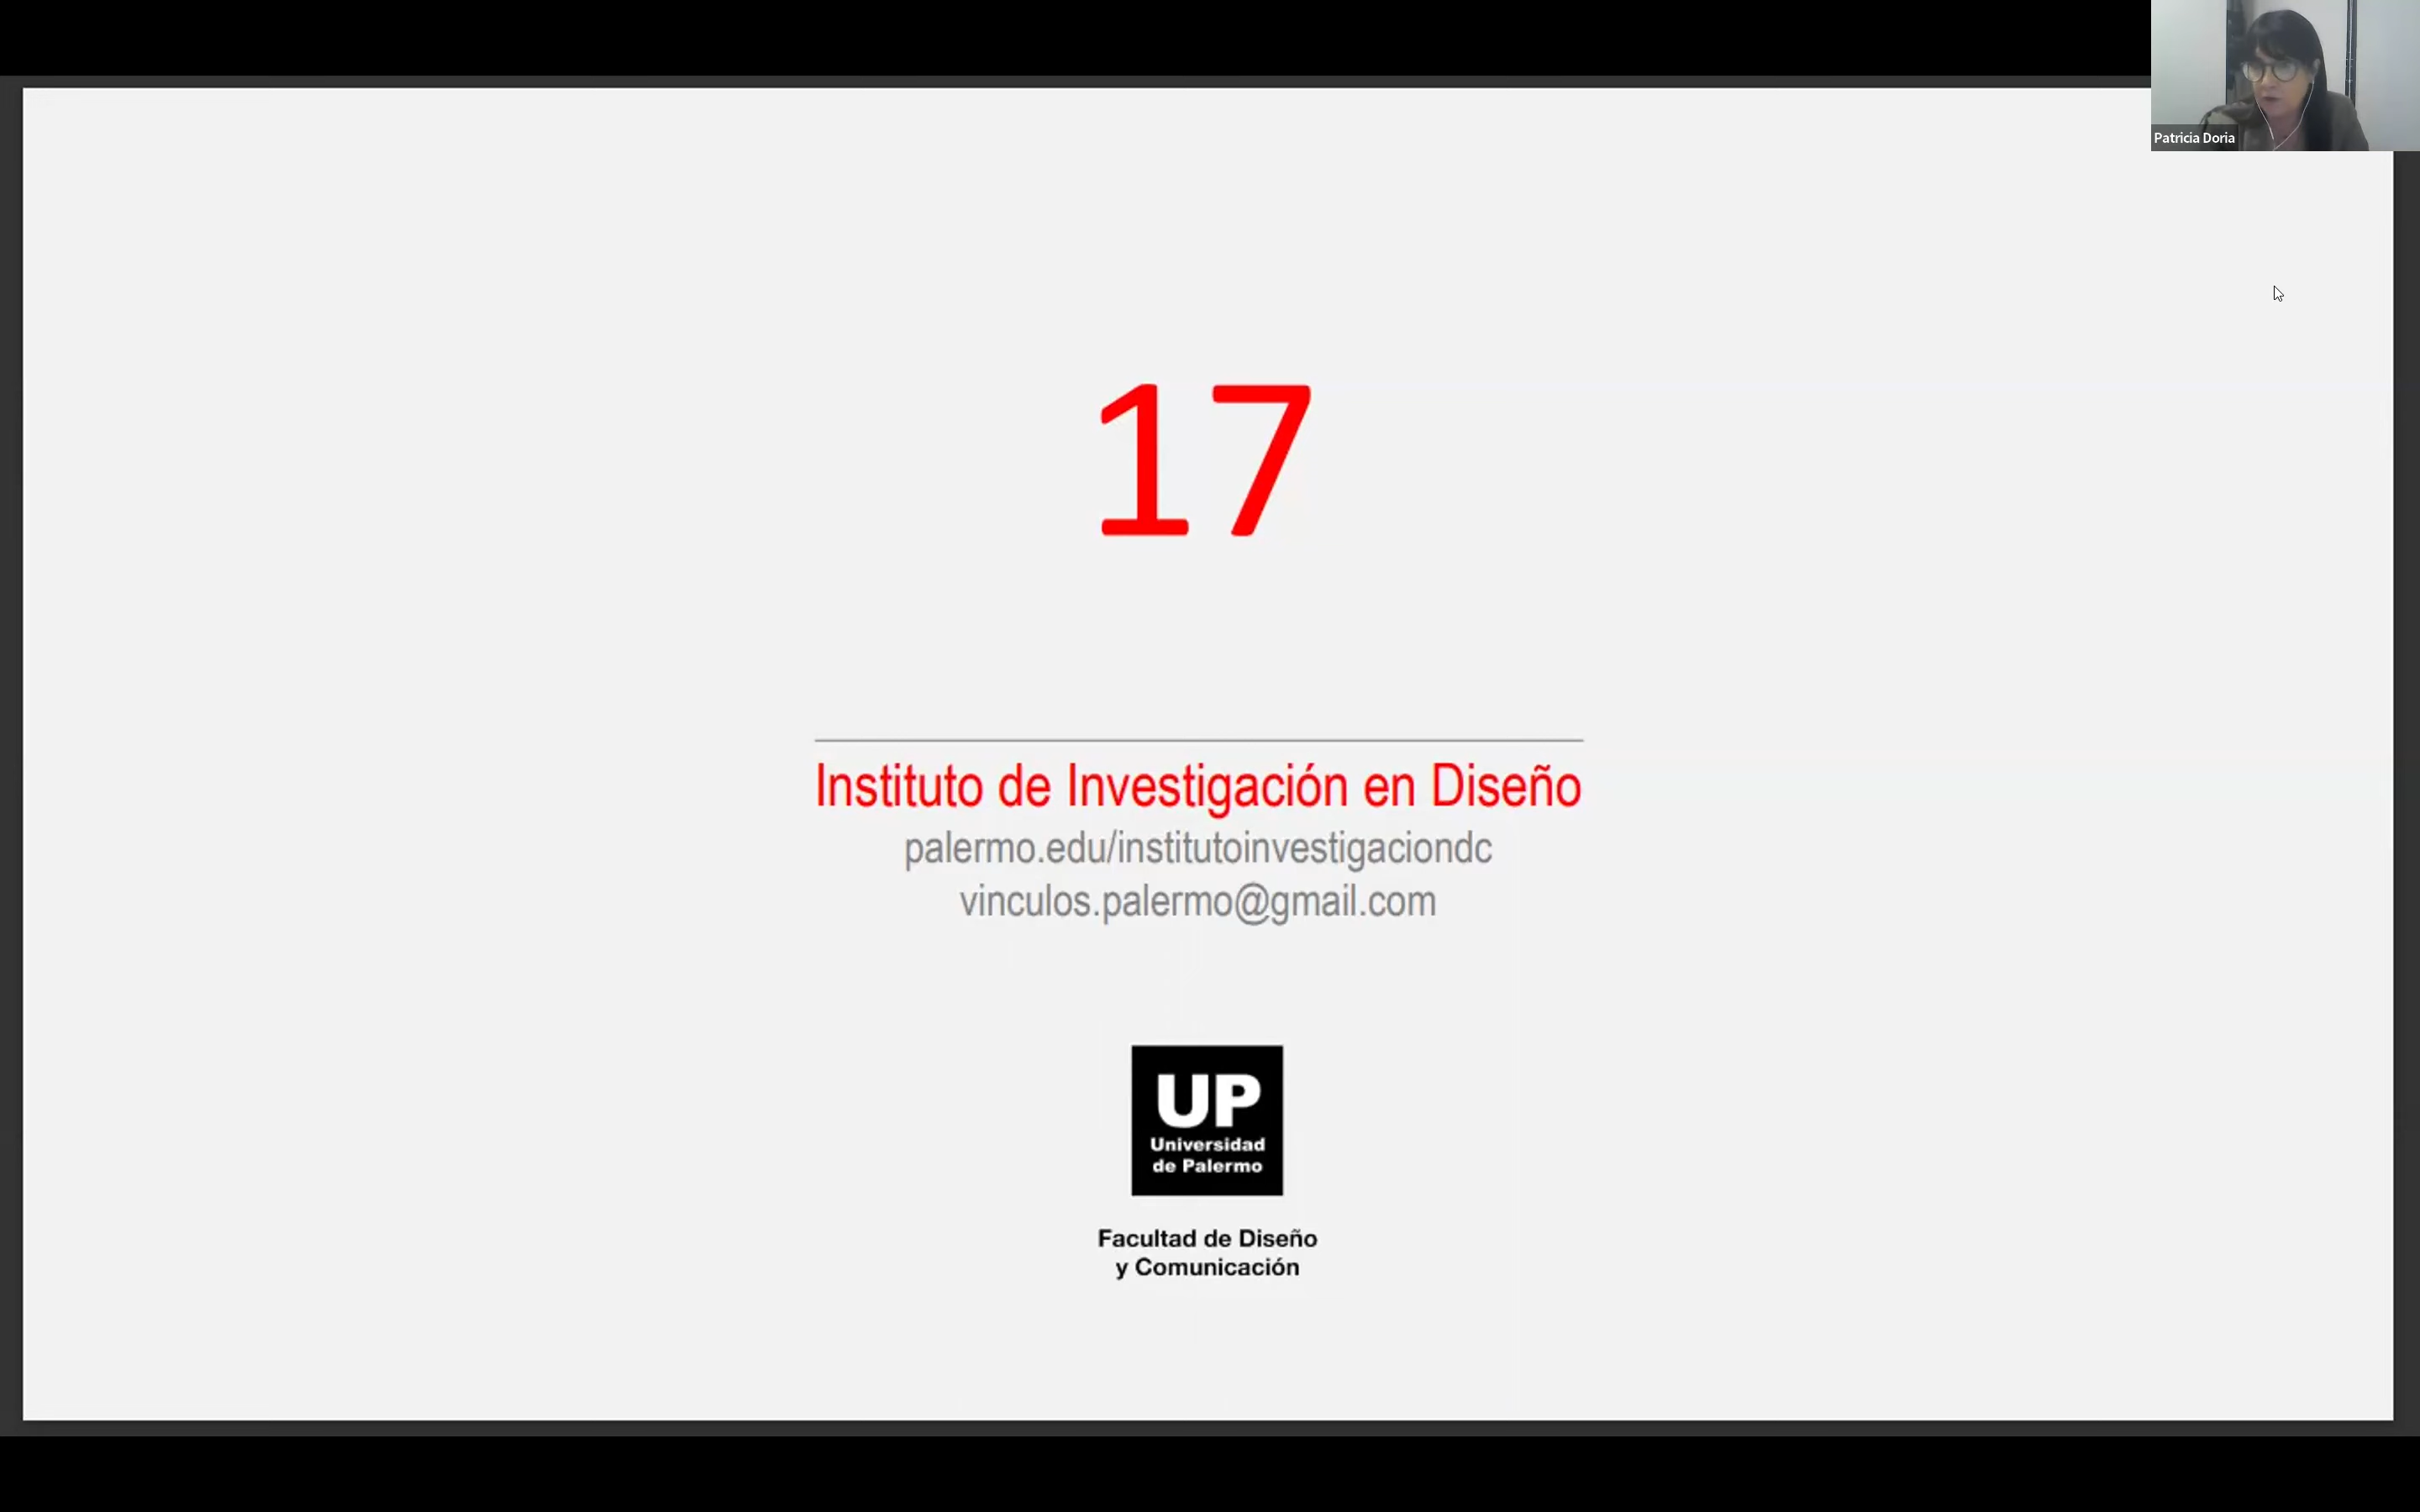 Patricia Doria
17
Instituto de Investigación en Diseño
palermo.edu/institutoinvestigaciondc
vinculos.palermo@gmail.com
UP
Universidad
de Palermo
Facultad de Diseño
y Comunicación